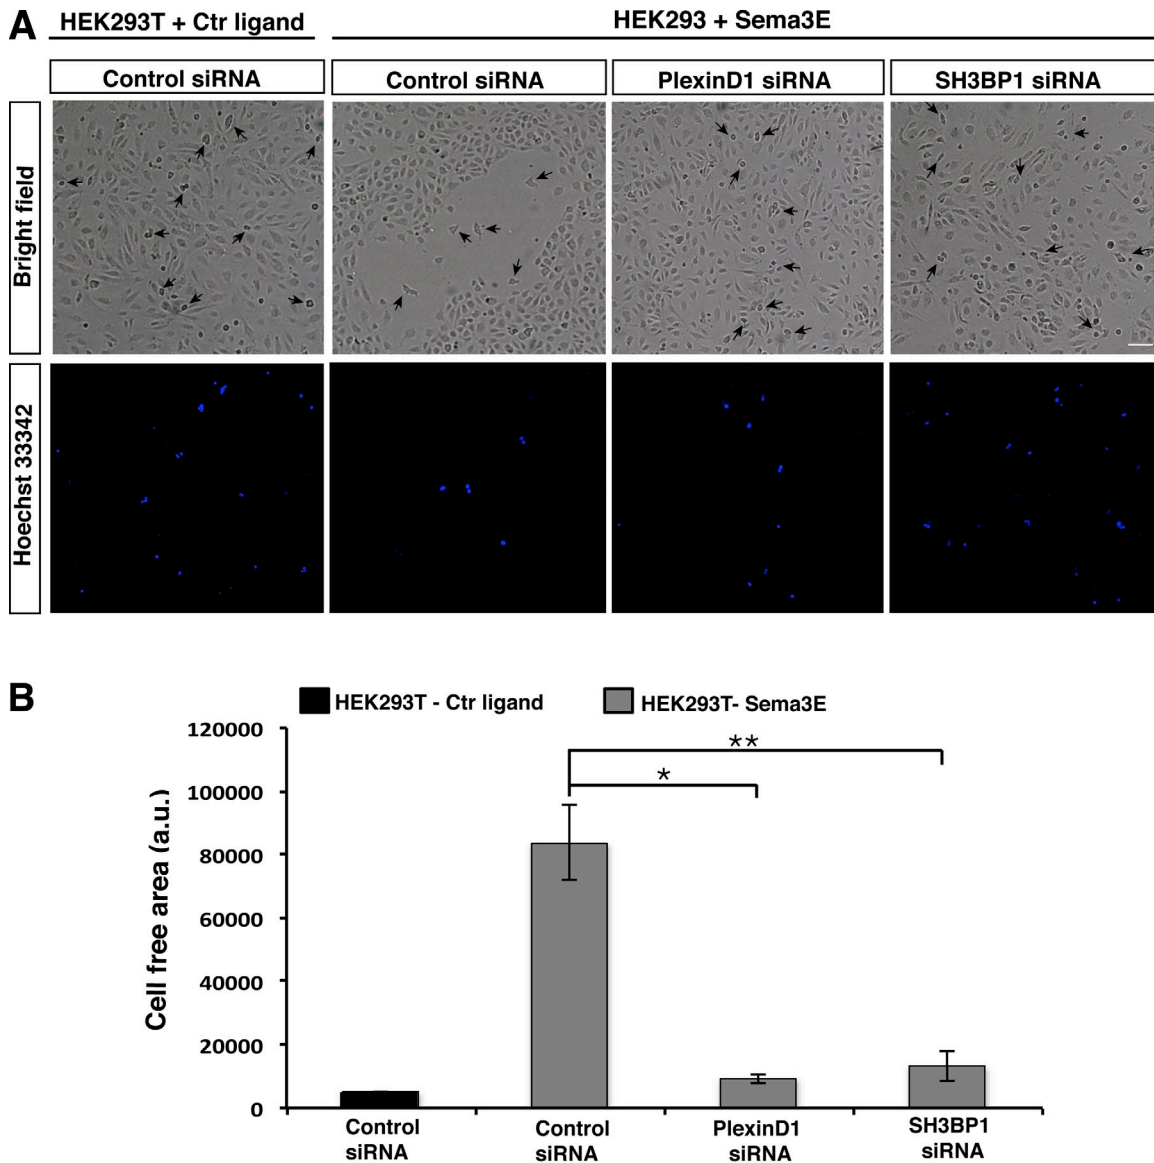 A
HEK293T + Ctr ligand
HEK293 + Sema3E
Control siRNA
Control siRNA
PlexinD1 siRNA
SH3BP1 siRNA
Bright field
Hoechst 33342
B
HEK293T - Ctr ligand
HEK293T- Sema3E
Cell free area (a.u.)
120000
100000
80000
60000
40000
20000
0
*
**
Control
siRNA
Control
siRNA
PlexinD1
siRNA
SH3BP1
siRNA